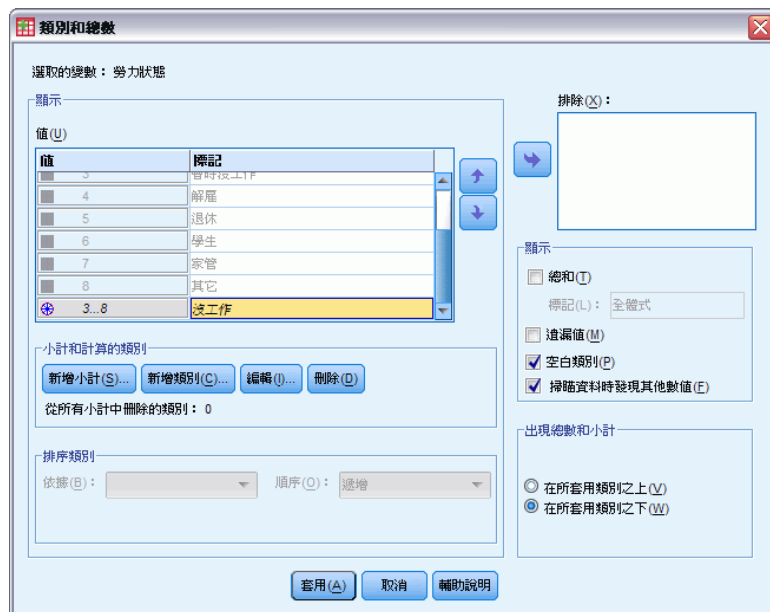 類別和總數
選取的變數：勞力狀態
顯示
值(U)
值 標記
3 暫時沒工作
4 解雇
5 退休
6 學生
7 家管
8 其它
3...8 沒工作
小計和計算的類別
新增小計(S)... 新增類別(C)... 編輯(I)... 刪除(D)
從所有小計中刪除的類別：0
排序類別
依據(B)： 順序(O)： 遞增
排除(X)：
顯示
總和(T)
標記(L)： 全體式
遺漏值(M)
空白類別(P)
掃瞄資料時發現其他數值(F)
出現總數和小計
在所套用類別之上(V)
在所套用類別之下(W)
套用(A) 取消 輔助說明